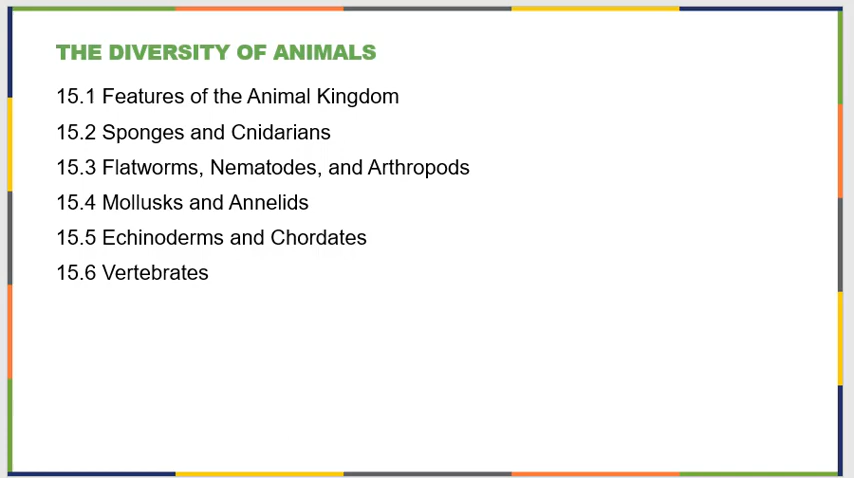 THE DIVERSITY OF ANIMALS
15.1 Features of the Animal Kingdom
15.2 Sponges and Cnidarians
15.3 Flatworms, Nematodes, and Arthropods
15.4 Mollusks and Annelids
15.5 Echinoderms and Chordates
15.6 Vertebrates